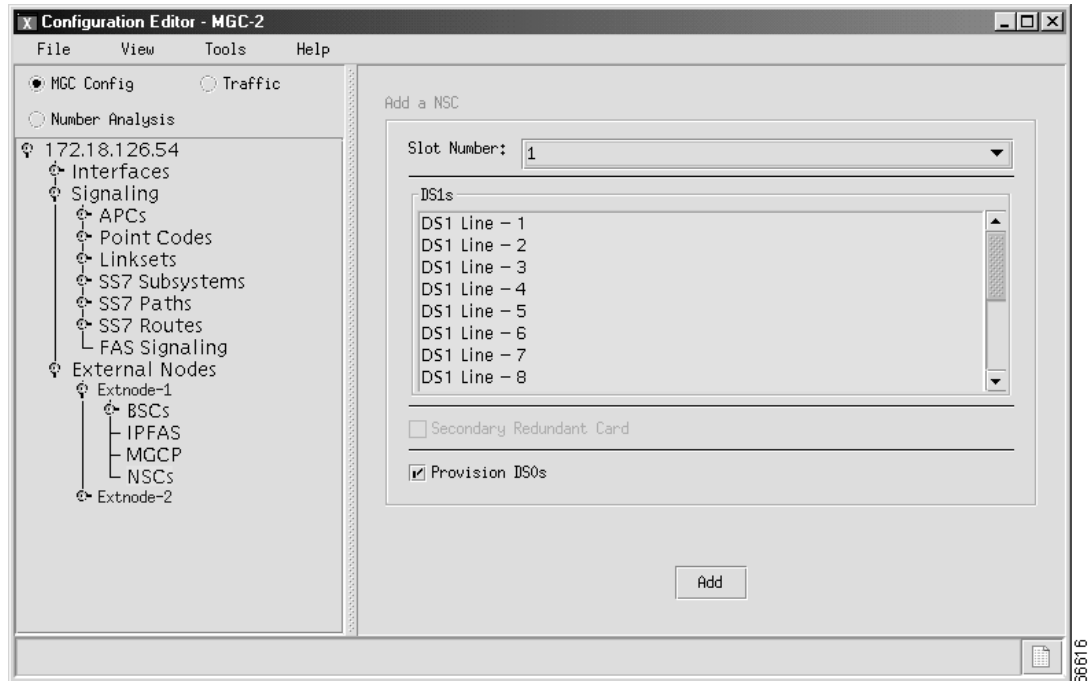 Configuration Editor - MGC-2
File View Tools Help
MGC Config Traffic
Number Analysis
172.18.126.54
Interfaces
Signaling
APCs
Point Codes
Linksets
SS7 Subsystems
SS7 Paths
SS7 Routes
FAS Signaling
External Nodes
Extnode-1
BSCs
IPFAS
MGCP
NSCs
Extnode-2
Add a NSC
Slot Number: 1
DS1s
DS1 Line – 1
DS1 Line – 2
DS1 Line – 3
DS1 Line – 4
DS1 Line – 5
DS1 Line – 6
DS1 Line – 7
DS1 Line – 8
Secondary Redundant Card
Provision DS0s
Add
66616